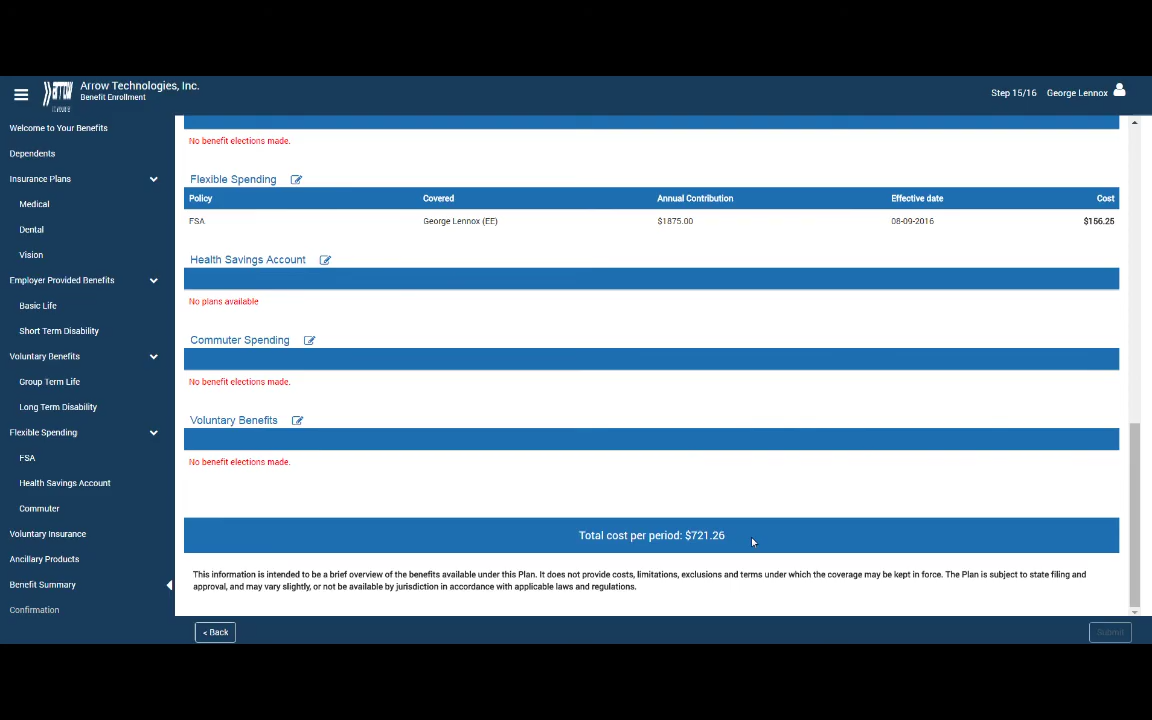 Arrow Technologies, Inc.
Benefit Enrollment
Step 15/16 George Lennox
Welcome to Your Benefits
Dependents
Insurance Plans
Medical
Dental
Vision
Employer Provided Benefits
Basic Life
Short Term Disability
Voluntary Benefits
Group Term Life
Long Term Disability
Flexible Spending
FSA
Health Savings Account
Commuter
Voluntary Insurance
Ancillary Products
Benefit Summary
Confirmation
No benefit elections made.
Flexible Spending
Policy Covered Annual Contribution Effective date Cost
FSA George Lennox (EE) $1875.00 08-09-2016 $156.25
Health Savings Account
No plans available
Commuter Spending
No benefit elections made.
Voluntary Benefits
No benefit elections made.
Total cost per period: $721.26
This information is intended to be a brief overview of the benefits available under this Plan. It does not provide costs, limitations, exclusions and terms under which the coverage may be kept in force. The Plan is subject to state filing and
approval, and may vary slightly, or not be available by jurisdiction in accordance with applicable laws and regulations.
< Back
Submit